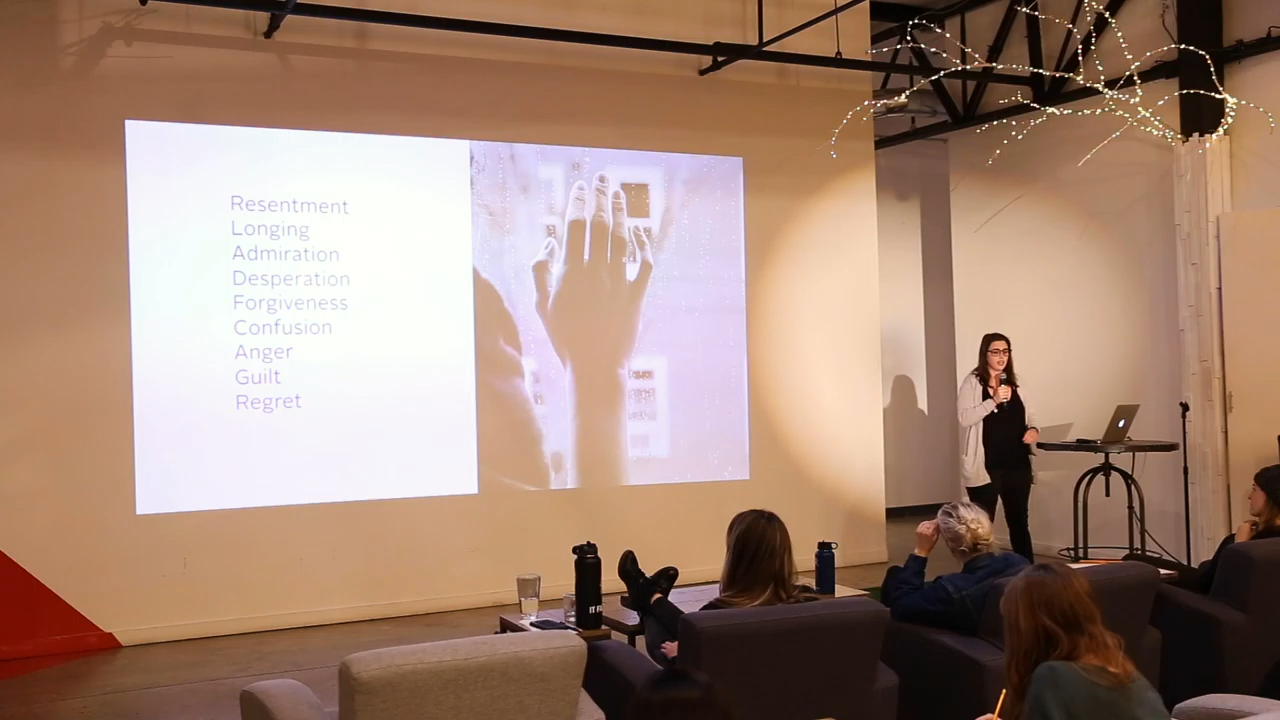 Resentment
Longing
Admiration
Desperation
Forgiveness
Confusion
Anger
Guilt
Regret